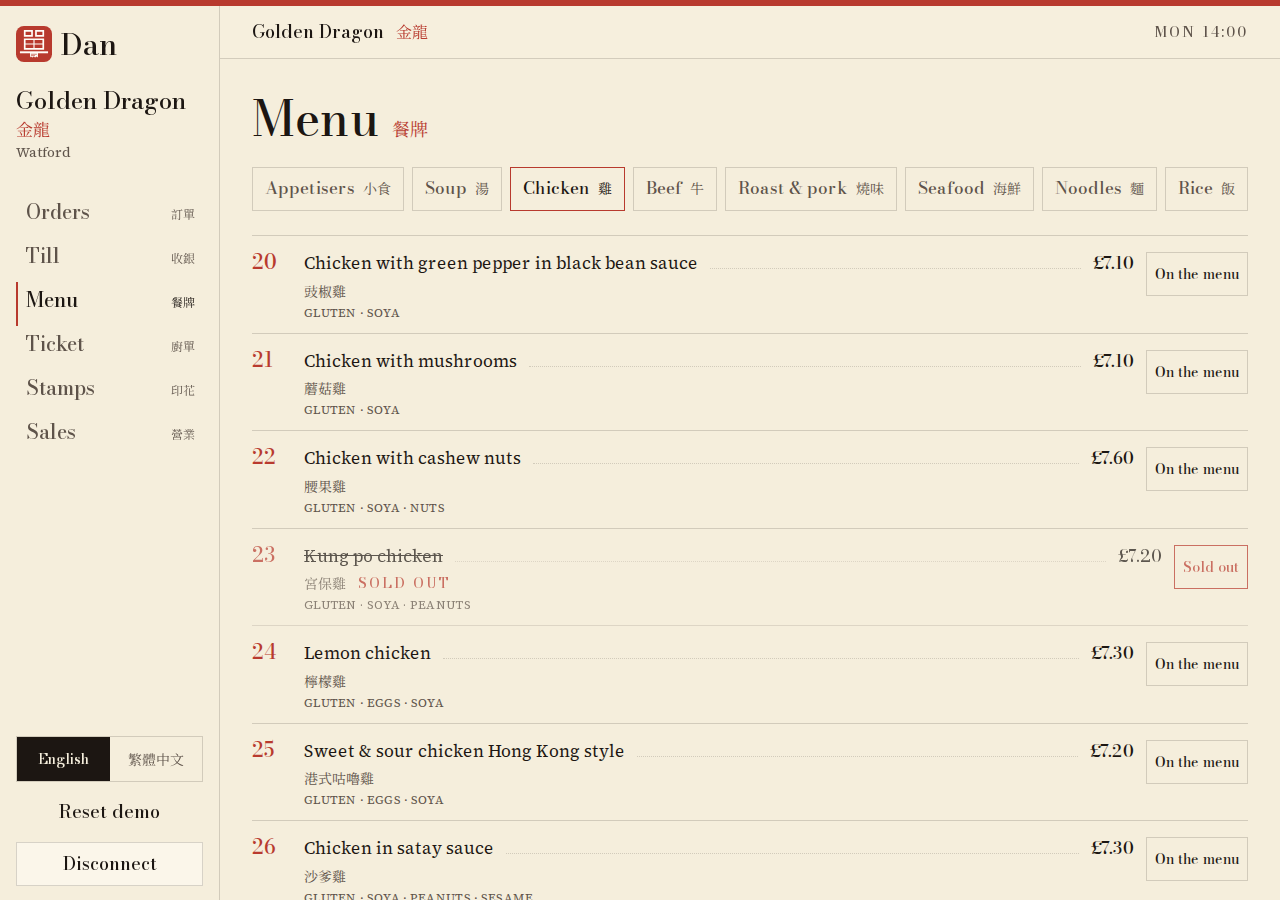 Dan
Golden Dragon
金龍
Watford
Orders 訂單
Till 收銀
Menu 餐牌
Ticket 廚單
Stamps 印花
Sales 營業
English 繁體中文
Reset demo
Disconnect
Golden Dragon 金龍
MON 14:00
Menu 餐牌
Appetisers 小食 Soup 湯 Chicken 雞 Beef 牛 Roast & pork 燒味 Seafood 海鮮 Noodles 麵 Rice 飯
20 Chicken with green pepper in black bean sauce £7.10 On the menu
豉椒雞
GLUTEN · SOYA
21 Chicken with mushrooms £7.10 On the menu
蘑菇雞
GLUTEN · SOYA
22 Chicken with cashew nuts £7.60 On the menu
腰果雞
GLUTEN · SOYA · NUTS
23 Kung po chicken £7.20 Sold out
宮保雞 SOLD OUT
GLUTEN · SOYA · PEANUTS
24 Lemon chicken £7.30 On the menu
檸檬雞
GLUTEN · EGGS · SOYA
25 Sweet & sour chicken Hong Kong style £7.20 On the menu
港式咕嚕雞
GLUTEN · EGGS · SOYA
26 Chicken in satay sauce £7.30 On the menu
沙爹雞
GLUTEN · SOYA · PEANUTS · SESAME